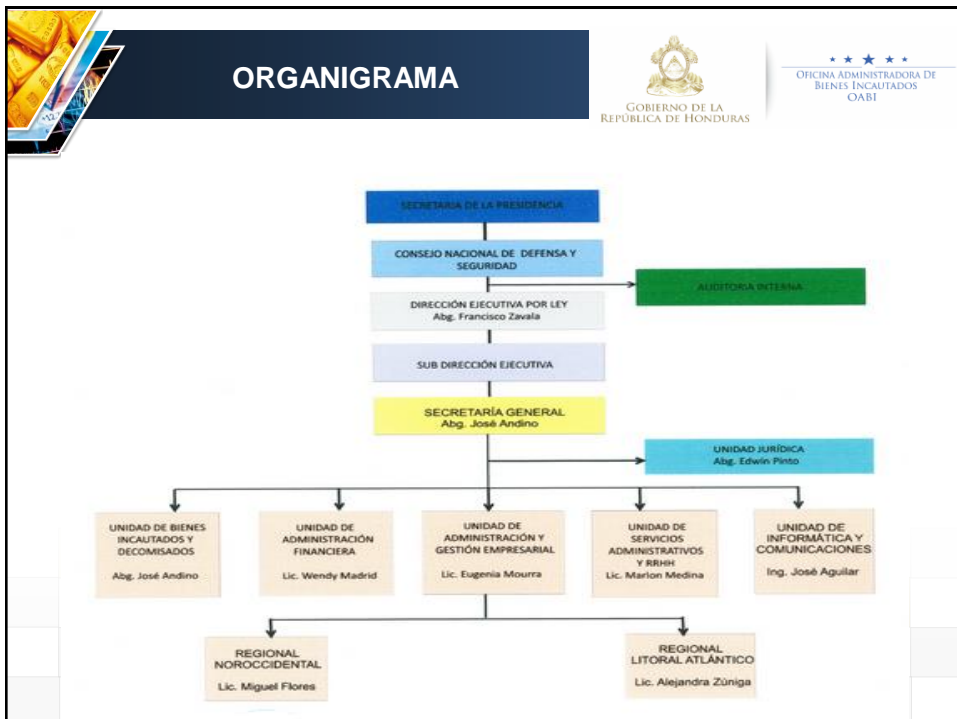 ORGANIGRAMA
GOBIERNO DE LA
REPÚBLICA DE HONDURAS
OFICINA ADMINISTRADORA DE
BIENES INCAUTADOS
OABI
SECRETARIA DE LA PRESIDENCIA
CONSEJO NACIONAL DE DEFENSA Y
SEGURIDAD
AUDITORIA INTERNA
DIRECCIÓN EJECUTIVA POR LEY
Abg. Francisco Zavala
SUB DIRECCIÓN EJECUTIVA
SECRETARÍA GENERAL
Abg. José Andino
UNIDAD JURÍDICA
Abg. Edwin Pinto
UNIDAD DE BIENES
INCAUTADOS Y
DECOMISADOS
Abg. José Andino
UNIDAD DE
ADMINISTRACIÓN
FINANCIERA
Lic. Wendy Madrid
UNIDAD DE
ADMINISTRACIÓN Y
GESTIÓN EMPRESARIAL
Lic. Eugenia Mourra
UNIDAD DE
SERVICIOS
ADMINISTRATIVOS
Y RRHH
Lic. Marlon Medina
UNIDAD DE
INFORMÁTICA Y
COMUNICACIONES
Ing. José Aguilar
REGIONAL
NOROCCIDENTAL
Lic. Miguel Flores
REGIONAL
LITORAL ATLÁNTICO
Lic. Alejandra Zúniga